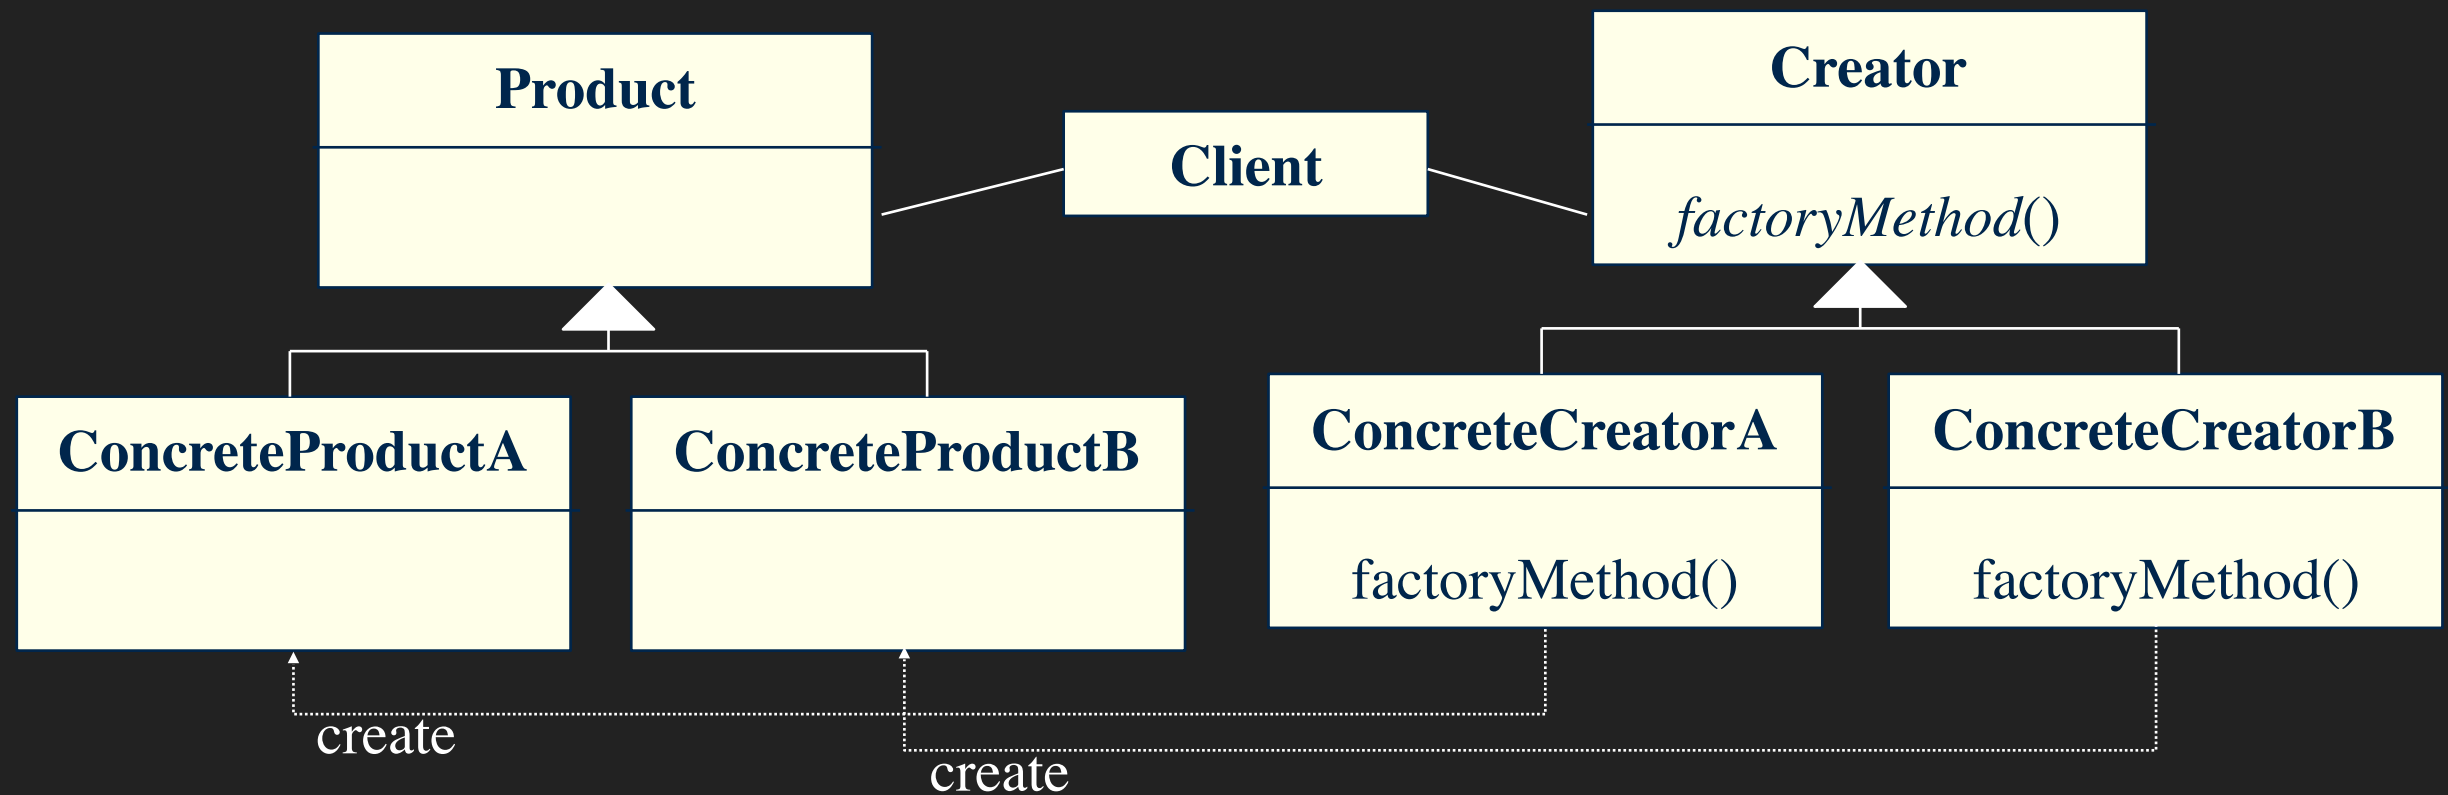 Product
Client
Creator
factoryMethod()
ConcreteProductA
ConcreteProductB
ConcreteCreatorA
factoryMethod()
ConcreteCreatorB
factoryMethod()
create
create